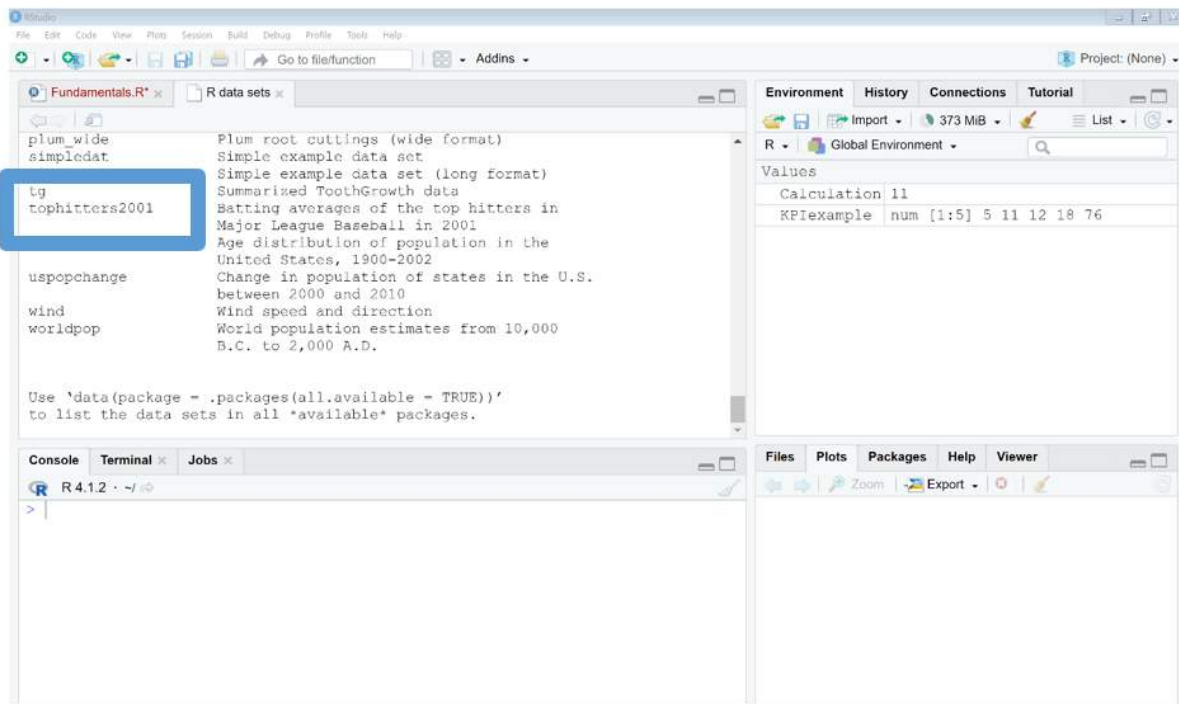 RStudio
File Edit Code View Plots Session Build Debug Profile Tools Help
Go to file/function Addins Project: (None)
Fundamentals.R* R data sets
plum_wide Plum root cuttings (wide format)
simpledat Simple example data set
Simple example data set (long format)
tg Summarized ToothGrowth data
tophitters2001 Batting averages of the top hitters in
Major League Baseball in 2001
Age distribution of population in the
United States, 1900-2002
uspopchange Change in population of states in the U.S.
between 2000 and 2010
wind Wind speed and direction
worldpop World population estimates from 10,000
B.C. to 2,000 A.D.
Use ‘data(package = .packages(all.available = TRUE))’
to list the data sets in all *available* packages.
Console Terminal Jobs
R R 4.1.2 · ~/
>
Environment History Connections Tutorial
Import 373 MiB List
R Global Environment
Values
Calculation 11
KPIexample num [1:5] 5 11 12 18 76
Files Plots Packages Help Viewer
Zoom Export